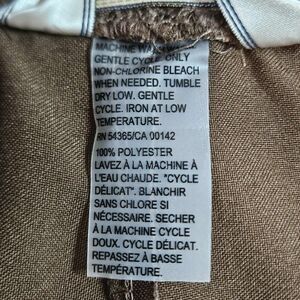 MACHINE WASH
GENTLE CYCLE. ONLY
NON-CHLORINE BLEACH
WHEN NEEDED. TUMBLE
DRY LOW. GENTLE
CYCLE. IRON AT LOW
TEMPERATURE.
RN 54365/CA 00142
100% POLYESTER
LAVEZ À LA MACHINE À
L'EAU CHAUDE. "CYCLE
DÉLICAT". BLANCHIR
SANS CHLORE SI
NÉCESSAIRE. SECHER
À LA MACHINE CYCLE
DOUX. CYCLE DÉLICAT.
REPASSEZ À BASSE
TEMPÉRATURE.